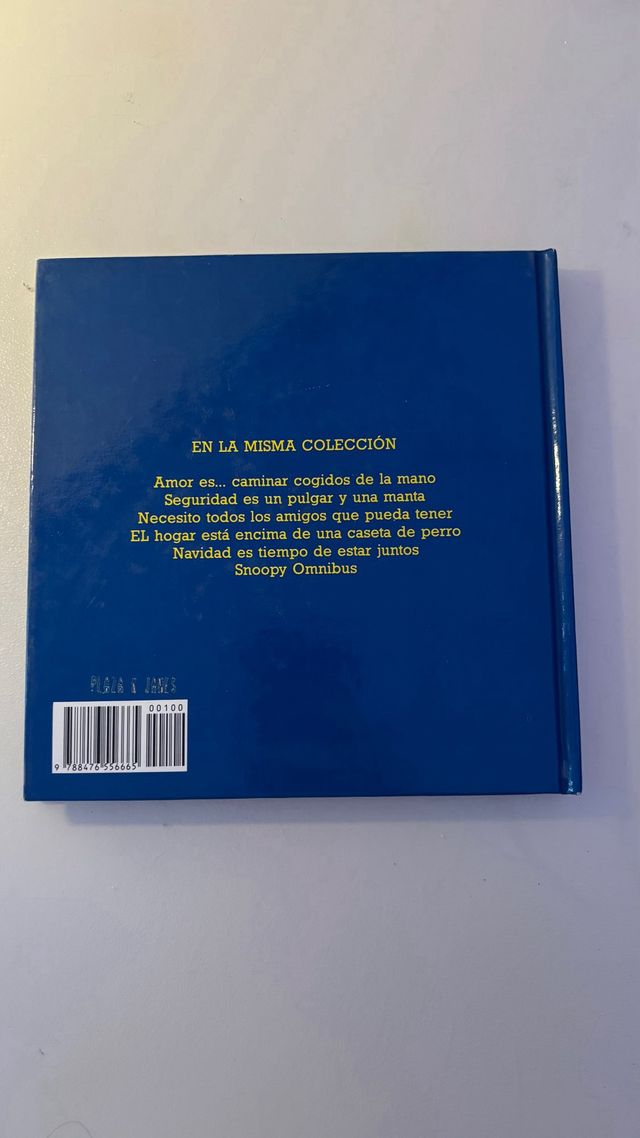 EN LA MISMA COLECCIÓN
Amor es... caminar cogidos de la mano
Seguridad es un pulgar y una manta
Necesito todos los amigos que pueda tener
EL hogar está encima de una caseta de perro
Navidad es tiempo de estar juntos
Snoopy Omnibus
PLAZA & JANES
00100
9 788476 556665